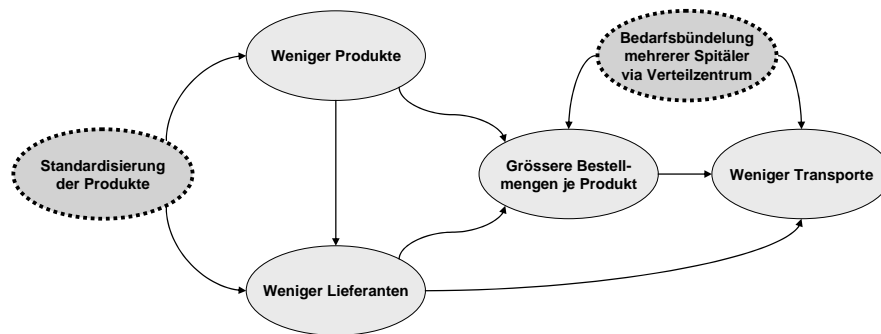 Weniger Produkte
Bedarfsbündelung
mehrerer Spitäler
via Verteilzentrum
Standardisierung
der Produkte
Grössere Bestell-
mengen je Produkt
Weniger Transporte
Weniger Lieferanten